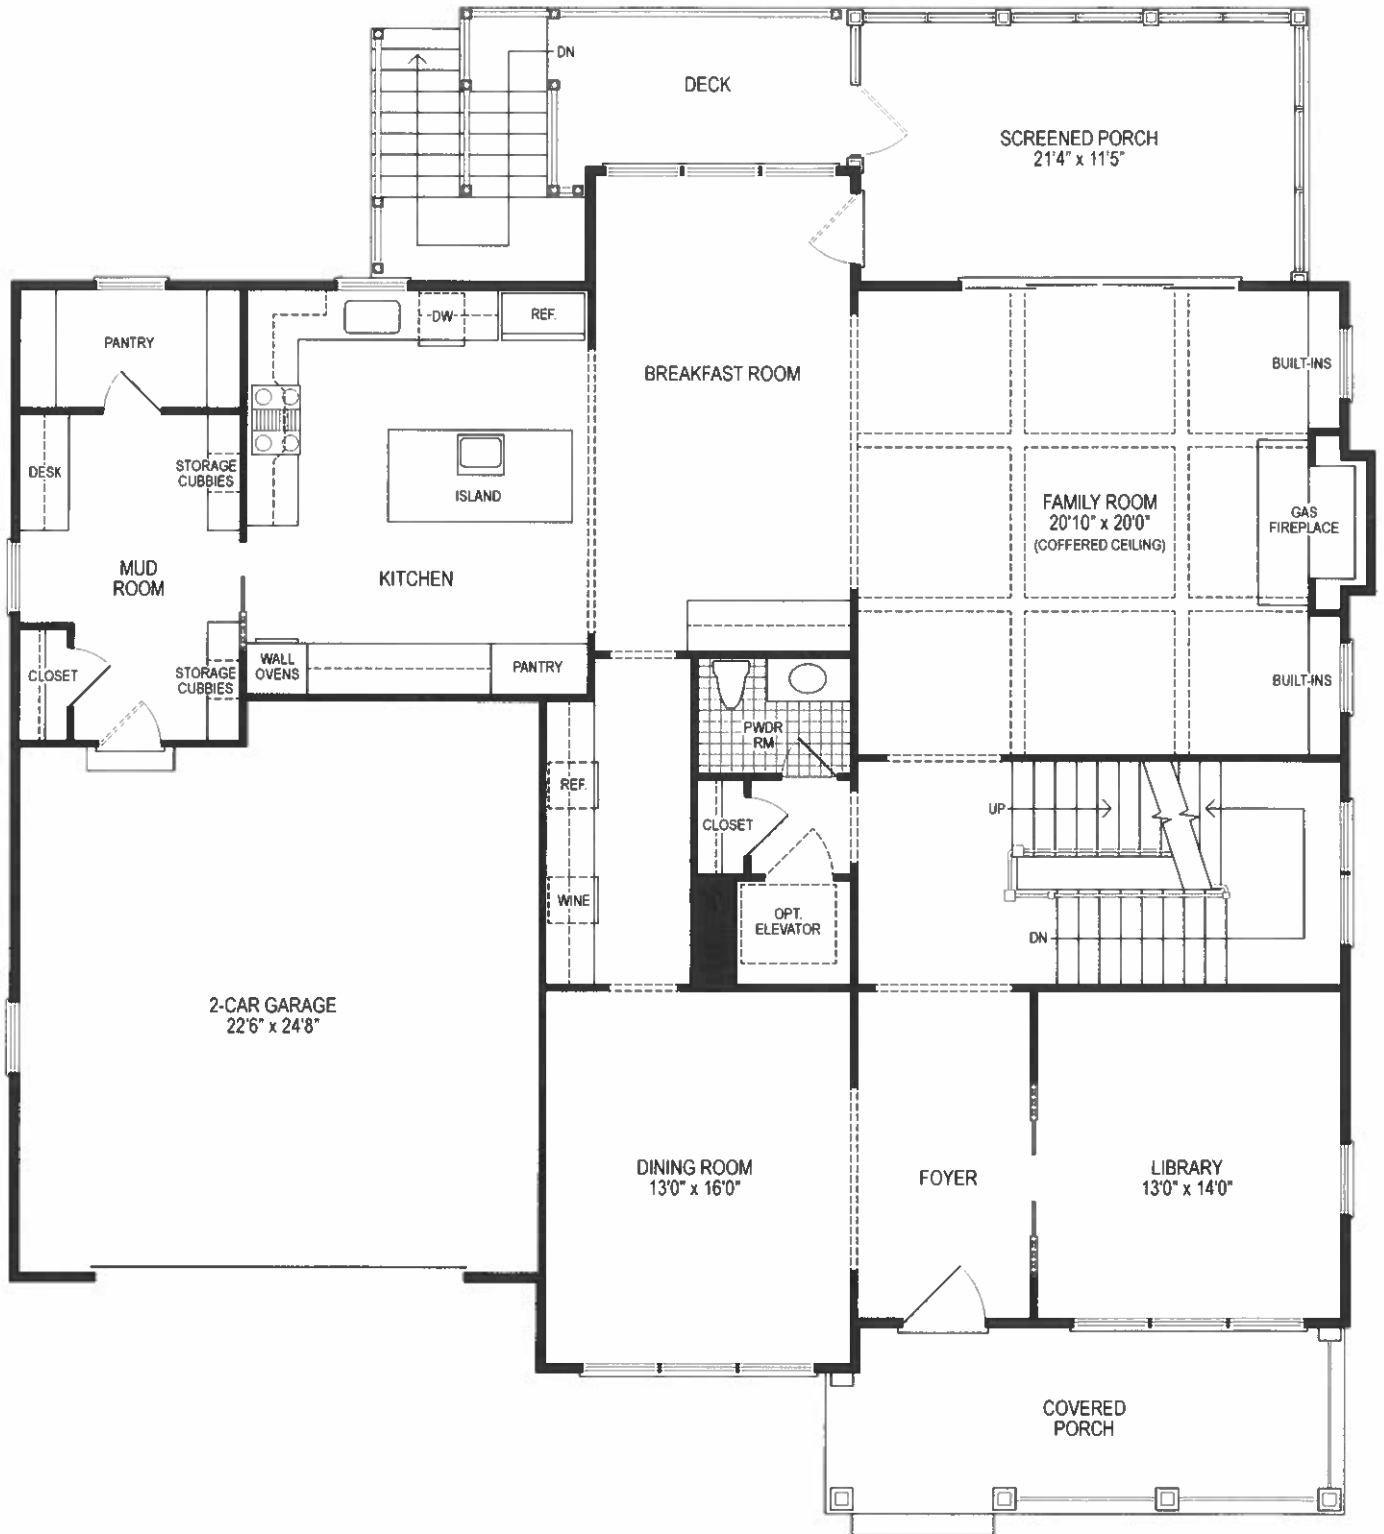 DN
DECK
SCREENED PORCH
21'4" x 11'5"
PANTRY
DW
REF.
BREAKFAST ROOM
BUILT-INS
DESK
STORAGE
CUBBIES
ISLAND
FAMILY ROOM
20'10" x 20'0"
(COFFERED CEILING)
GAS
FIREPLACE
MUD
ROOM
KITCHEN
CLOSET
STORAGE
CUBBIES
WALL
OVENS
PANTRY
BUILT-INS
PWDR
RM
REF.
UP
CLOSET
WINE
OPT.
ELEVATOR
DN
2-CAR GARAGE
22'6" x 24'8"
DINING ROOM
13'0" x 16'0"
FOYER
LIBRARY
13'0" x 14'0"
COVERED
PORCH